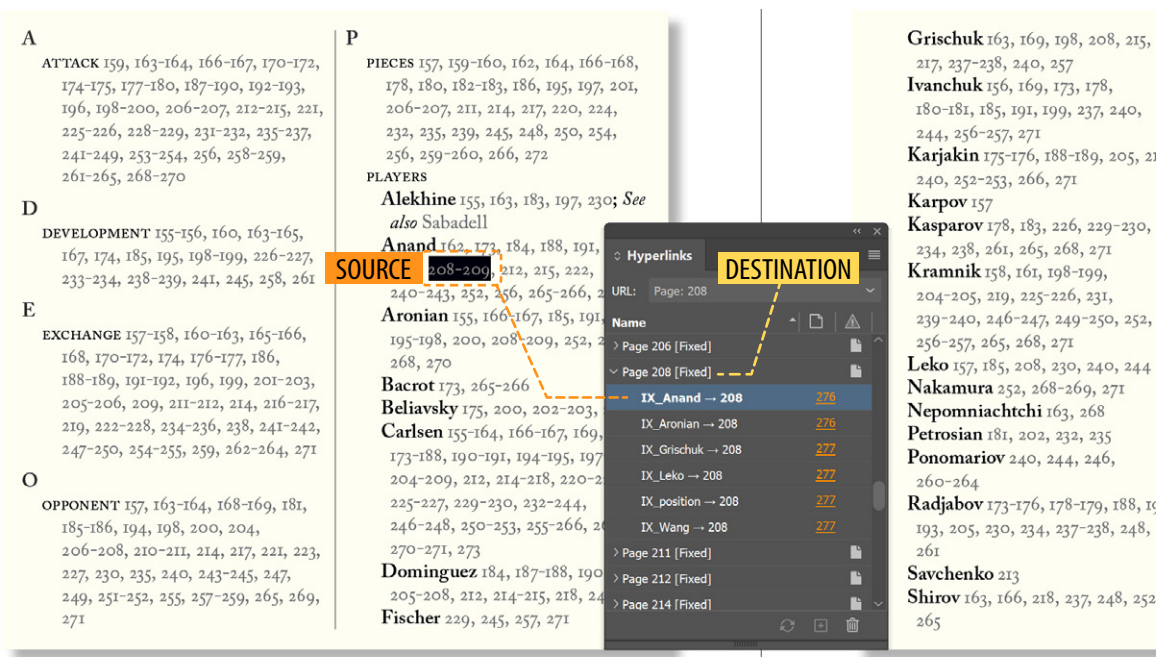 A
ATTACK 159, 163-164, 166-167, 170-172,
174-175, 177-180, 187-190, 192-193,
196, 198-200, 206-207, 212-215, 221,
225-226, 228-229, 231-232, 235-237,
241-249, 253-254, 256, 258-259,
261-265, 268-270
D
DEVELOPMENT 155-156, 160, 163-165,
167, 174, 185, 195, 198-199, 226-227,
233-234, 238-239, 241, 245, 258, 261
E
EXCHANGE 157-158, 160-163, 165-166,
168, 170-172, 174, 176-177, 186,
188-189, 191-192, 196, 199, 201-203,
205-206, 209, 211-212, 214, 216-217,
219, 222-228, 234-236, 238, 241-242,
247-250, 254-255, 259, 262-264, 271
O
OPPONENT 157, 163-164, 168-169, 181,
185-186, 194, 198, 200, 204,
206-208, 210-211, 214, 217, 221, 223,
227, 230, 235, 240, 243-245, 247,
249, 251-252, 255, 257-259, 265, 269,
271
P
PIECES 157, 159-160, 162, 164, 166-168,
178, 180, 182-183, 186, 195, 197, 201,
206-207, 211, 214, 217, 220, 224,
232, 235, 239, 245, 248, 250, 254,
256, 259-260, 266, 272
PLAYERS
Alekhine 155, 163, 183, 197, 230; See
also Sabadell
Anand 162, 173, 184, 188, 191,
208-209, 212, 215, 222,
240-243, 252, 256, 265-266,
Aronian 155, 166-167, 185, 191,
195-198, 200, 208-209, 252,
268, 270
Bacrot 173, 265-266
Beliavsky 175, 200, 202-203,
Carlsen 155-164, 166-167, 169,
173-188, 190-191, 194-195, 197
204-209, 212, 214-218,
225-227, 229-230, 232-244,
246-248, 250-253, 255-266,
270-271, 273
Dominguez 184, 187-188, 190
205-208, 212, 214-215, 218,
Fischer 229, 245, 257, 271
SOURCE
DESTINATION
Hyperlinks
URL: Page: 208
Name
Page 206 [Fixed]
Page 208 [Fixed]
IX_Anand → 208 276
IX_Aronian → 208 276
IX_Grischuk → 208 277
IX_Leko → 208 277
IX_position → 208 277
IX_Wang → 208 277
Page 211 [Fixed]
Page 212 [Fixed]
Page 214 [Fixed]
Grischuk 163, 169, 198, 208, 215,
217, 237-238, 240, 257
Ivanchuk 156, 169, 173, 178,
180-181, 185, 191, 199, 237, 240,
244, 256-257, 271
Karjakin 175-176, 188-189, 205,
240, 252-253, 266, 271
Karpov 157
Kasparov 178, 183, 226, 229-230,
234, 238, 261, 265, 268, 271
Kramnik 158, 161, 198-199,
204-205, 219, 225-226, 231,
239-240, 246-247, 249-250, 252,
256-257, 265, 268, 271
Leko 157, 185, 208, 230, 240, 244
Nakamura 252, 268-269, 271
Nepomniachtchi 163, 268
Petrosian 181, 202, 232, 235
Ponomariov 240, 244, 246,
260-264
Radjabov 173-176, 178-179, 188,
193, 205, 230, 234, 237-238, 248,
261
Savchenko 213
Shirov 163, 166, 218, 237, 248, 252
265